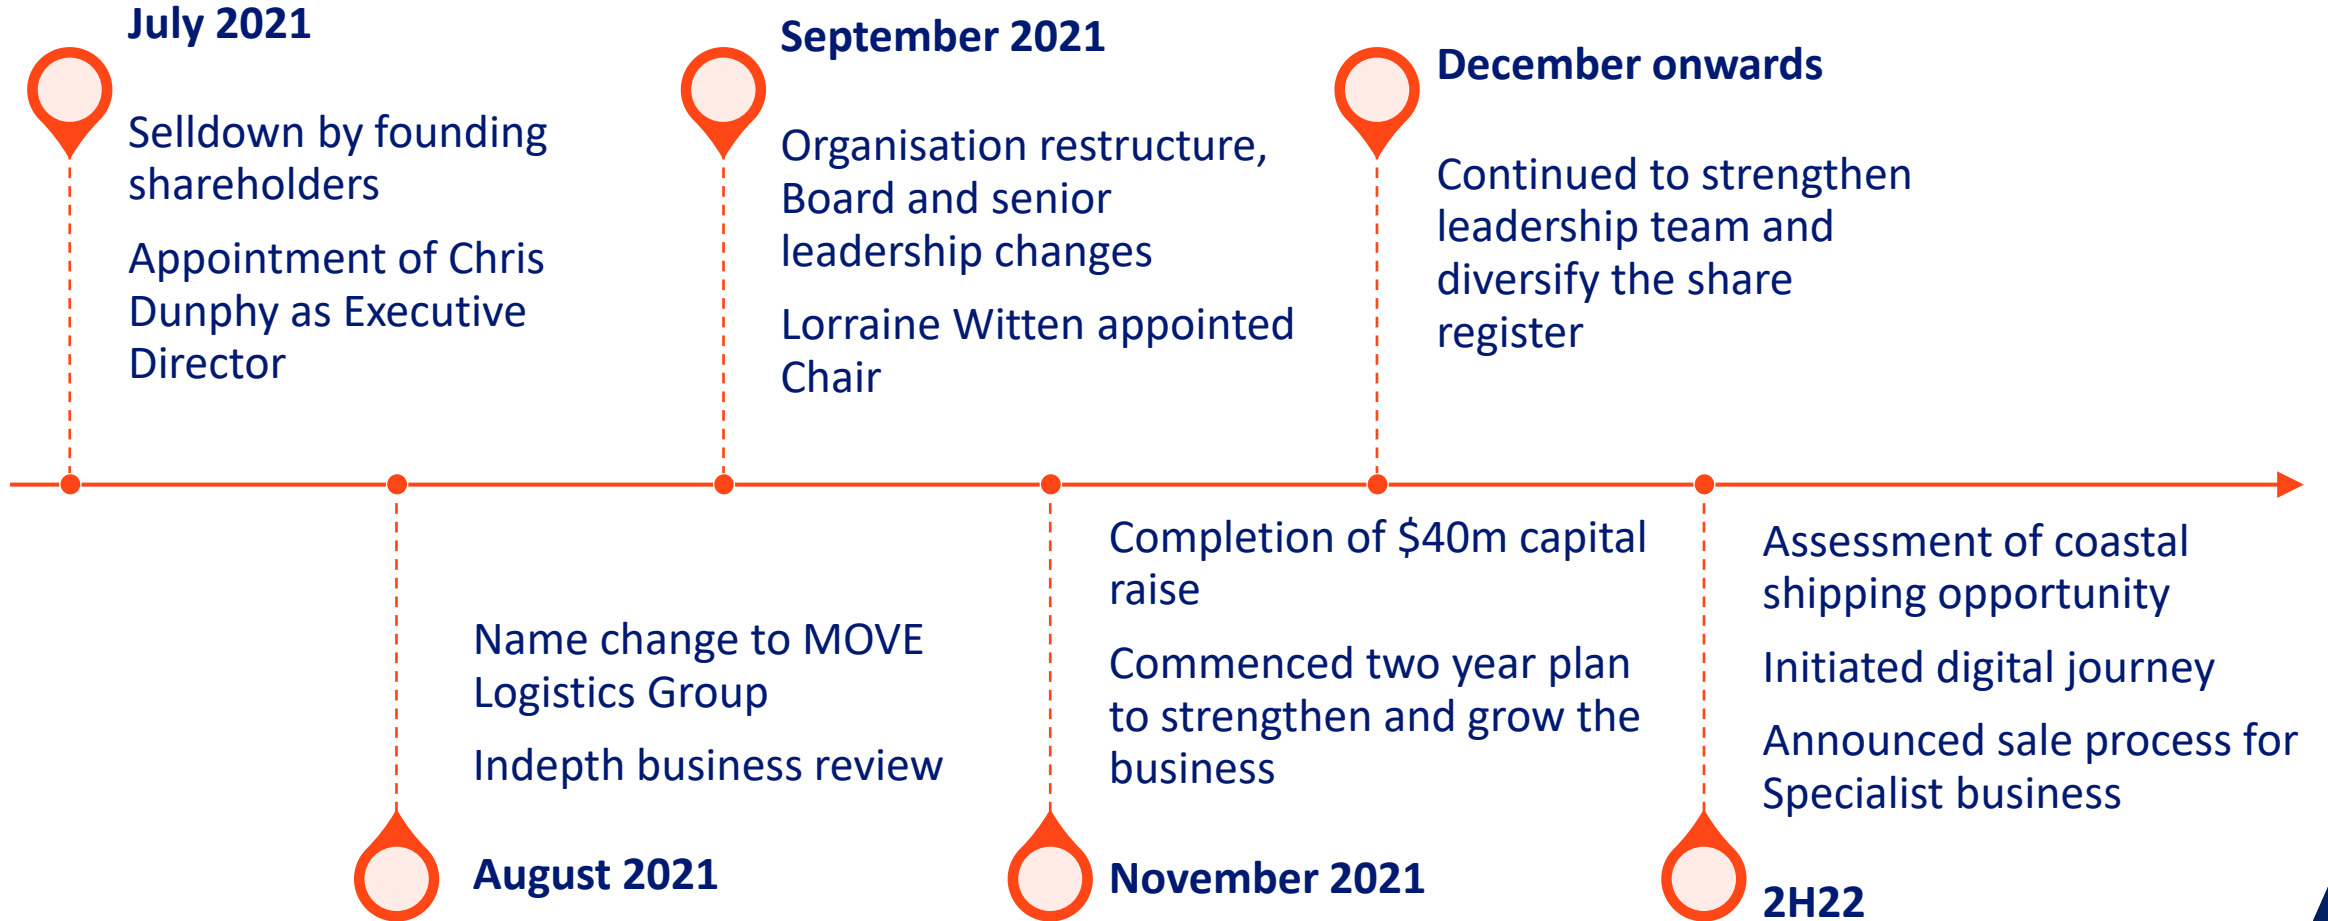 July 2021
Selldown by founding
shareholders
Appointment of Chris
Dunphy as Executive
Director
September 2021
Organisation restructure,
Board and senior
leadership changes
Lorraine Witten appointed
Chair
December onwards
Continued to strengthen
leadership team and
diversify the share
register
Name change to MOVE
Logistics Group
Indepth business review
August 2021
Completion of $40m capital
raise
Commenced two year plan
to strengthen and grow the
business
November 2021
Assessment of coastal
shipping opportunity
Initiated digital journey
Announced sale process for
Specialist business
2H22